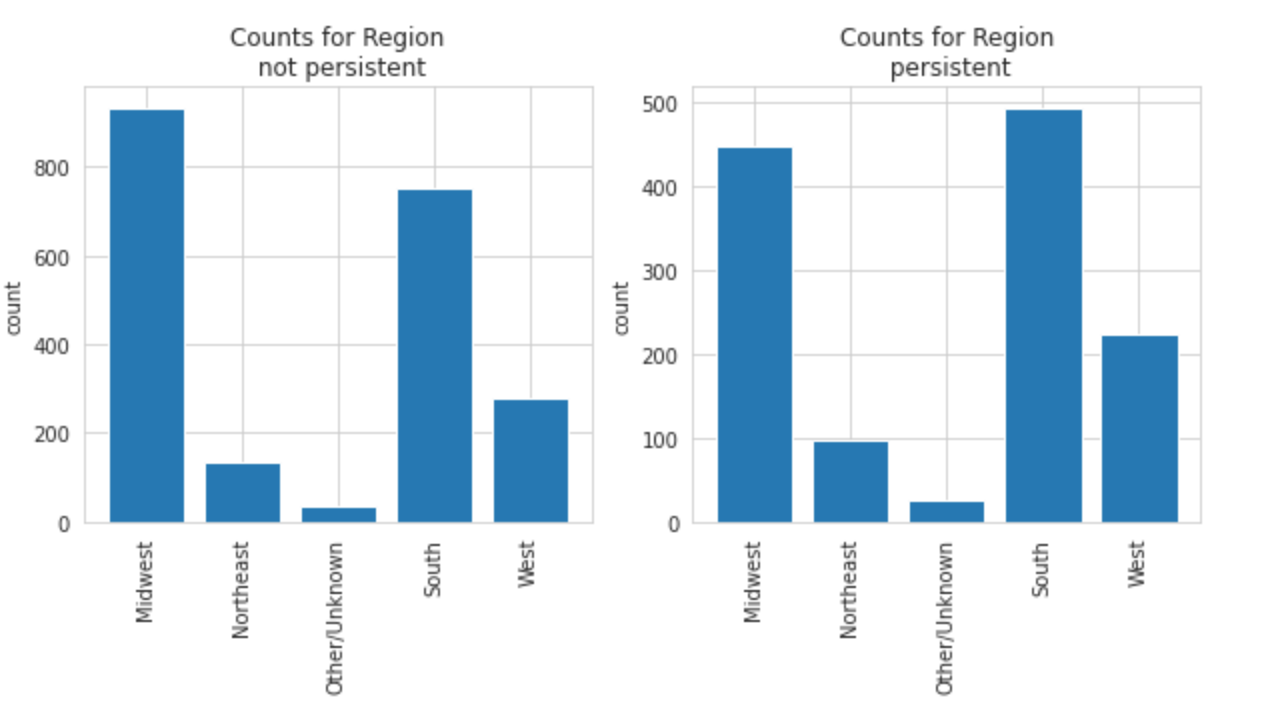 Counts for Region
not persistent
count
800
600
400
200
0
Midwest
Northeast
Other/Unknown
South
West
Counts for Region
persistent
count
500
400
300
200
100
0
Midwest
Northeast
Other/Unknown
South
West